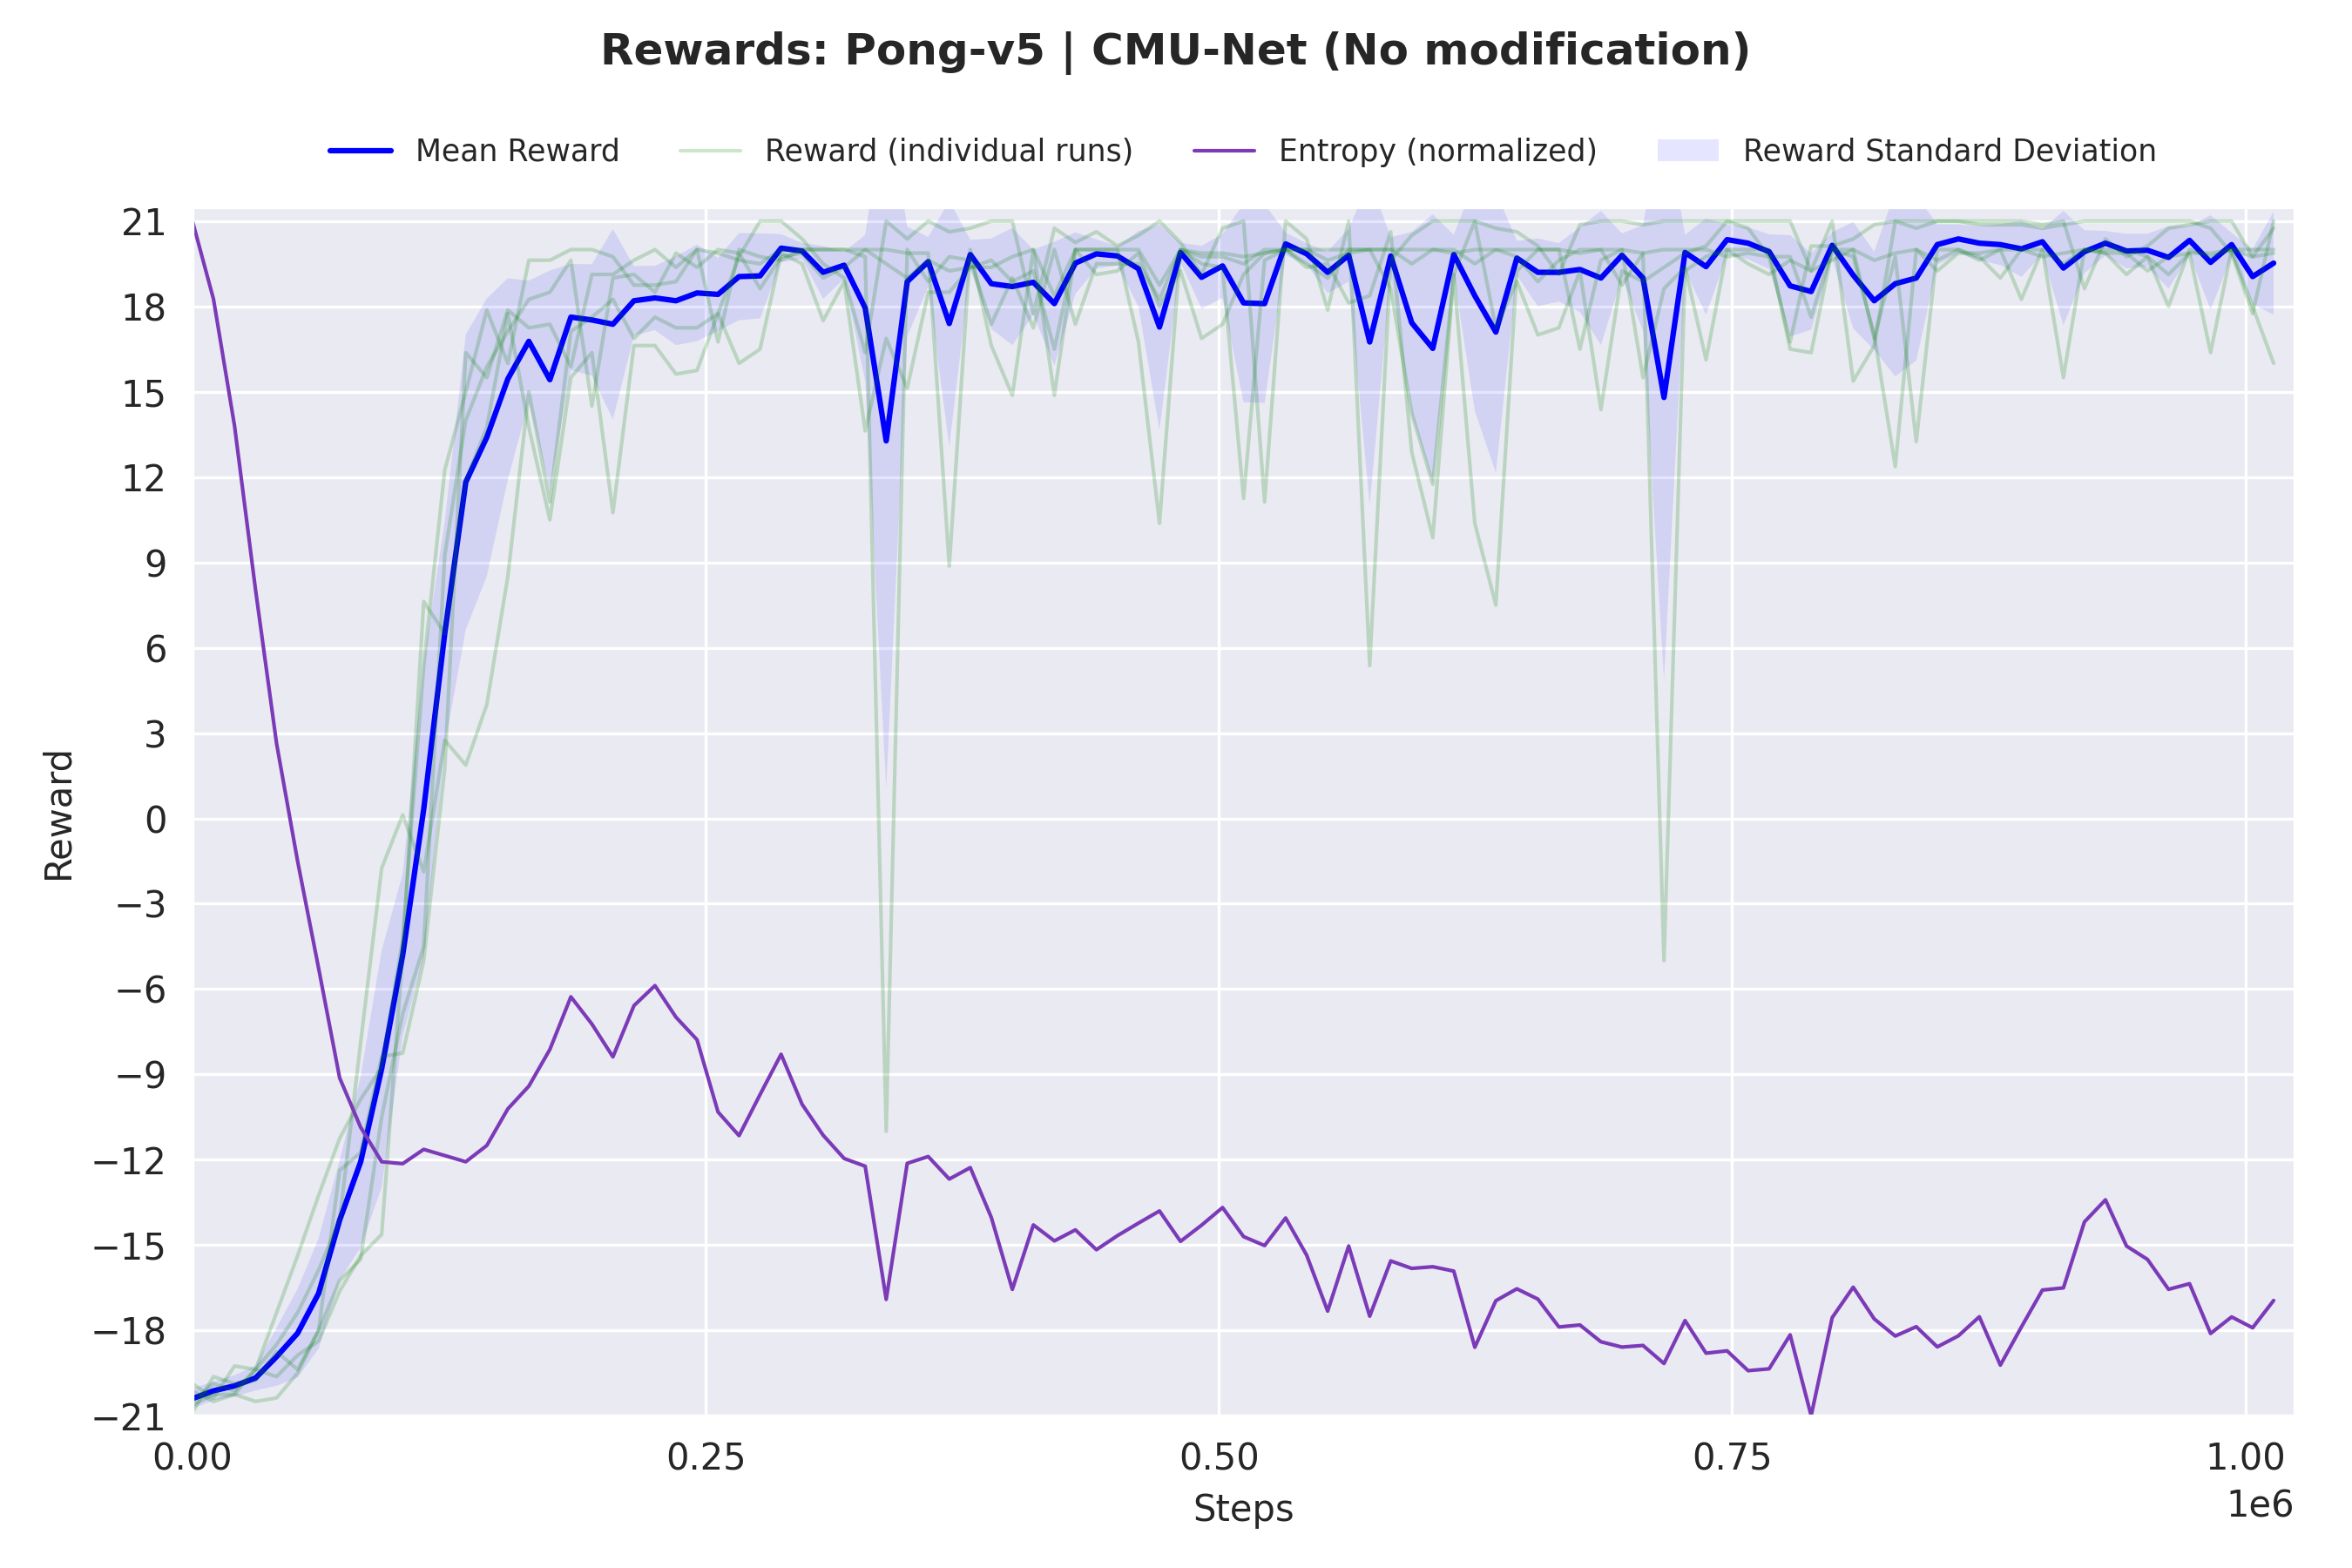 Rewards: Pong-v5 | CMU-Net (No modification)
Mean Reward
Reward (individual runs)
Entropy (normalized)
Reward Standard Deviation
21
18
15
12
9
6
3
0
−3
−6
−9
−12
−15
−18
−21
Reward
0.00
0.25
0.50
0.75
1.00
Steps
1e6